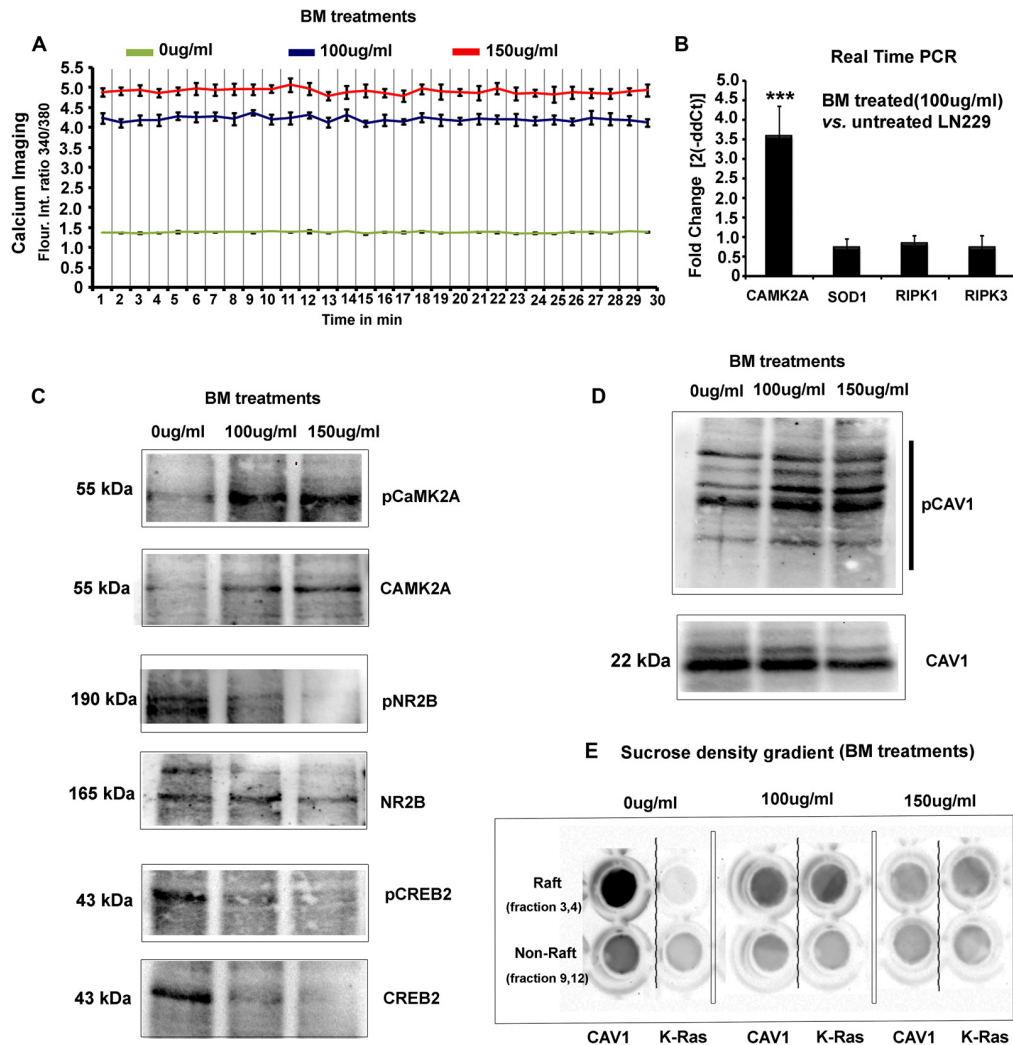 BM treatments
A
0ug/ml 100ug/ml 150ug/ml
Calcium Imaging
Flour. Int. ratio 340/380
5.5
5.0
4.5
4.0
3.5
3.0
2.5
2.0
1.5
1.0
0.5
0
1 2 3 4 5 6 7 8 9 10 11 12 13 14 15 16 17 18 19 20 21 22 23 24 25 26 27 28 29 30
Time in min
B
Real Time PCR
BM treated(100ug/ml)
vs. untreated LN229
***
Fold Change [2(-ddCt)]
5.0
4.5
4.0
3.5
3.0
2.5
2.0
1.5
1.0
0.5
0
CAMK2A SOD1 RIPK1 RIPK3
C
BM treatments
0ug/ml 100ug/ml 150ug/ml
55 kDa pCaMK2A
55 kDa CAMK2A
190 kDa pNR2B
165 kDa NR2B
43 kDa pCREB2
43 kDa CREB2
D
BM treatments
0ug/ml 100ug/ml 150ug/ml
pCAV1
22 kDa CAV1
E Sucrose density gradient (BM treatments)
0ug/ml 100ug/ml 150ug/ml
Raft
(fraction 3,4)
Non-Raft
(fraction 9,12)
CAV1 K-Ras CAV1 K-Ras CAV1 K-Ras